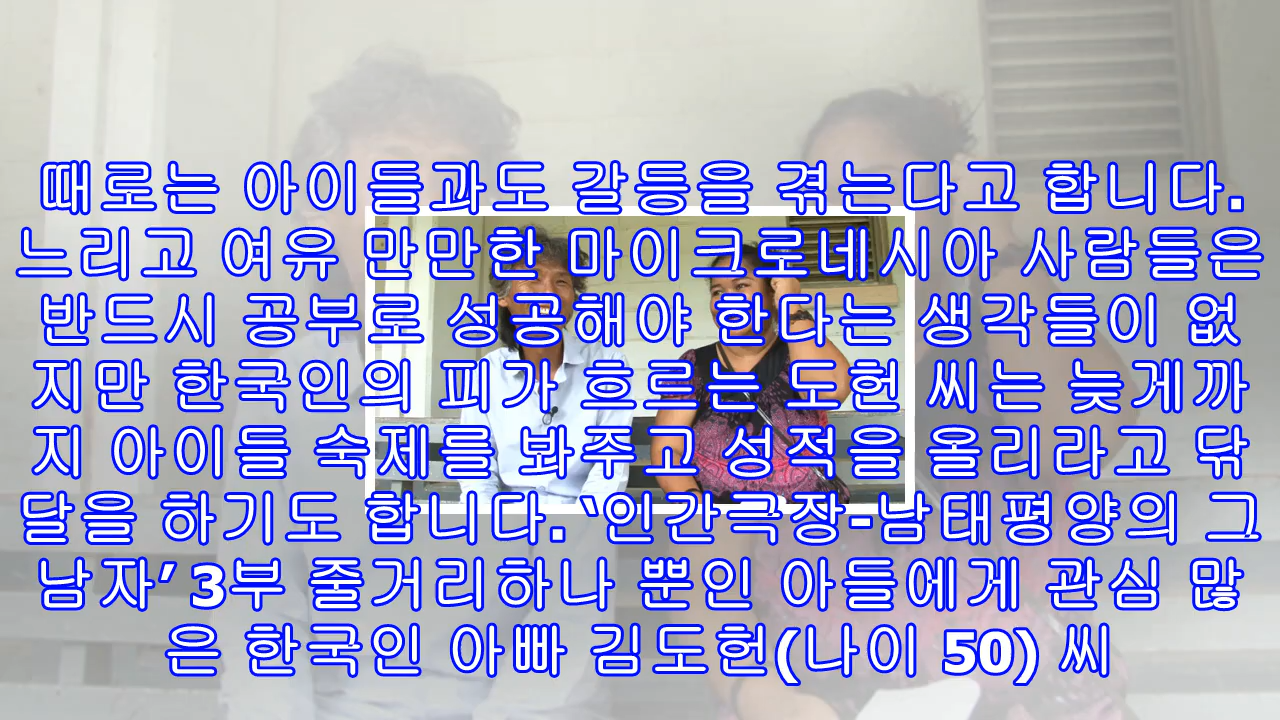 때로는 아이들과도 갈등을 겪는다고 합니다.
느리고 여유 만만한 마이크로네시아 사람들은
반드시 공부로 성공해야 한다는 생각들이 없
지만 한국인의 피가 흐르는 도헌 씨는 늦게까
지 아이들 숙제를 봐주고 성적을 올리라고 닦
달을 하기도 합니다. ‘인간극장-남태평양의 그
남자’ 3부 줄거리하나 뿐인 아들에게 관심 많
은 한국인 아빠 김도헌(나이 50) 씨